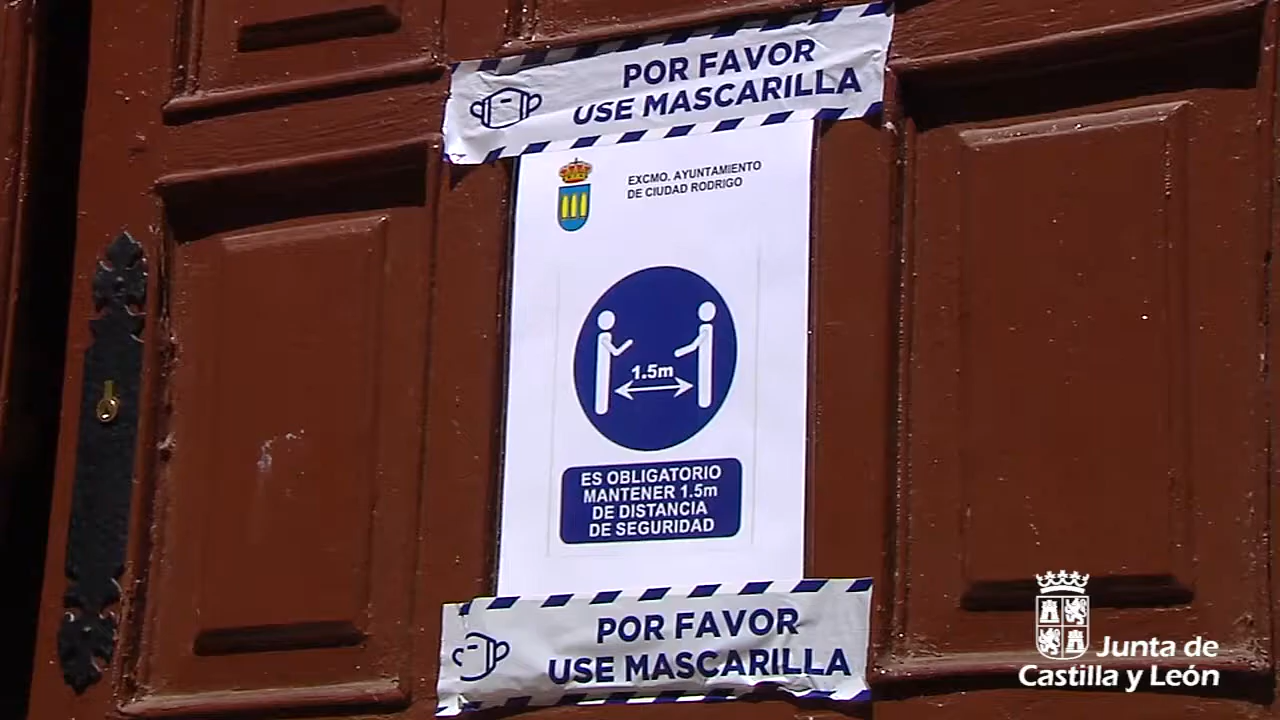 POR FAVOR
USE MASCARILLA
EXCMO. AYUNTAMIENTO
DE CIUDAD RODRIGO
1.5m
ES OBLIGATORIO
MANTENER 1.5m
DE DISTANCIA
DE SEGURIDAD
POR FAVOR
USE MASCARILLA
Junta de
Castilla y León